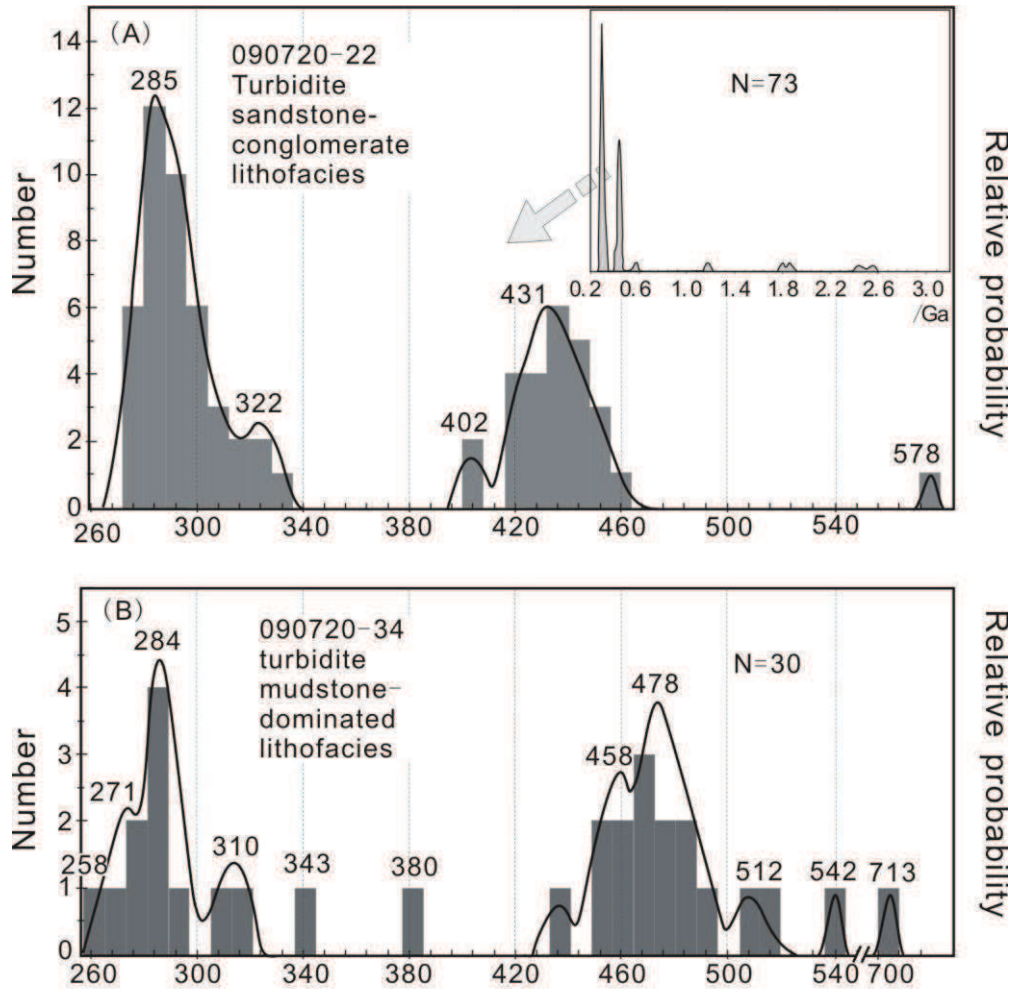 (A)
090720-22
Turbidite
sandstone-
conglomerate
lithofacies
N=73
0.2 0.6 1.0 1.4 1.8 2.2 2.6 3.0
/Ga
285
322
402
431
578
Number
14
12
10
8
6
4
2
0
260 300 340 380 420 460 540
Relative probability
(B)
090720-34
turbidite
mudstone-
dominated
lithofacies
N=30
258
271
284
310
343
380
458
478
512
542
713
Number
5
4
3
2
1
0
260 300 340 380 420 460 500 540 700
Relative probability